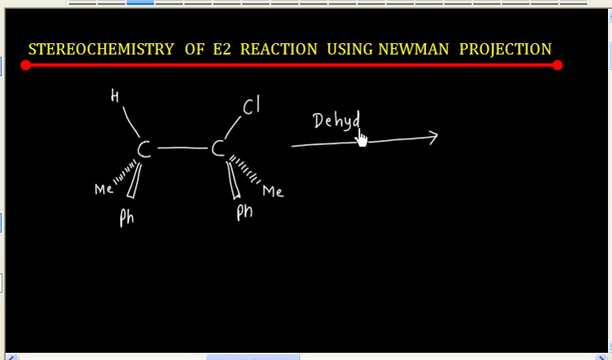 STEREOCHEMISTRY OF E2 REACTION USING NEWMAN PROJECTION
H Cl
Dehyd
C C
Me Me
Ph Ph